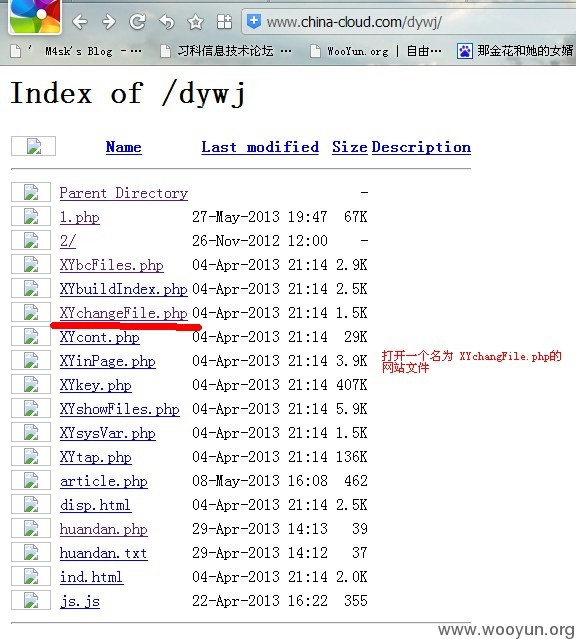 www.china-cloud.com/dywj/
' M4sk's Blog - ··· 习科信息技术论坛 ··· WooYun.org | 自由··· 那金花和她的女婿
Index of /dywj
Name Last modified Size Description
Parent Directory -
1.php 27-May-2013 19:47 67K
2/ 26-Nov-2012 12:00 -
XYbcFiles.php 04-Apr-2013 21:14 2.9K
XYbuildIndex.php 04-Apr-2013 21:14 2.5K
XYchangeFile.php 04-Apr-2013 21:14 1.5K
XYcont.php 04-Apr-2013 21:14 29K
XYinPage.php 04-Apr-2013 21:14 3.9K
打开一个名为 XYchangFile.php的
网站文件
XYkey.php 04-Apr-2013 21:14 407K
XYshowFiles.php 04-Apr-2013 21:14 5.9K
XYsysVar.php 04-Apr-2013 21:14 1.5K
XYtap.php 04-Apr-2013 21:14 136K
article.php 08-May-2013 16:08 462
disp.html 04-Apr-2013 21:14 2.5K
huandan.php 29-Apr-2013 14:13 39
huandan.txt 29-Apr-2013 14:12 37
ind.html 04-Apr-2013 21:14 2.0K
js.js 22-Apr-2013 16:22 355
www.wooyun.org